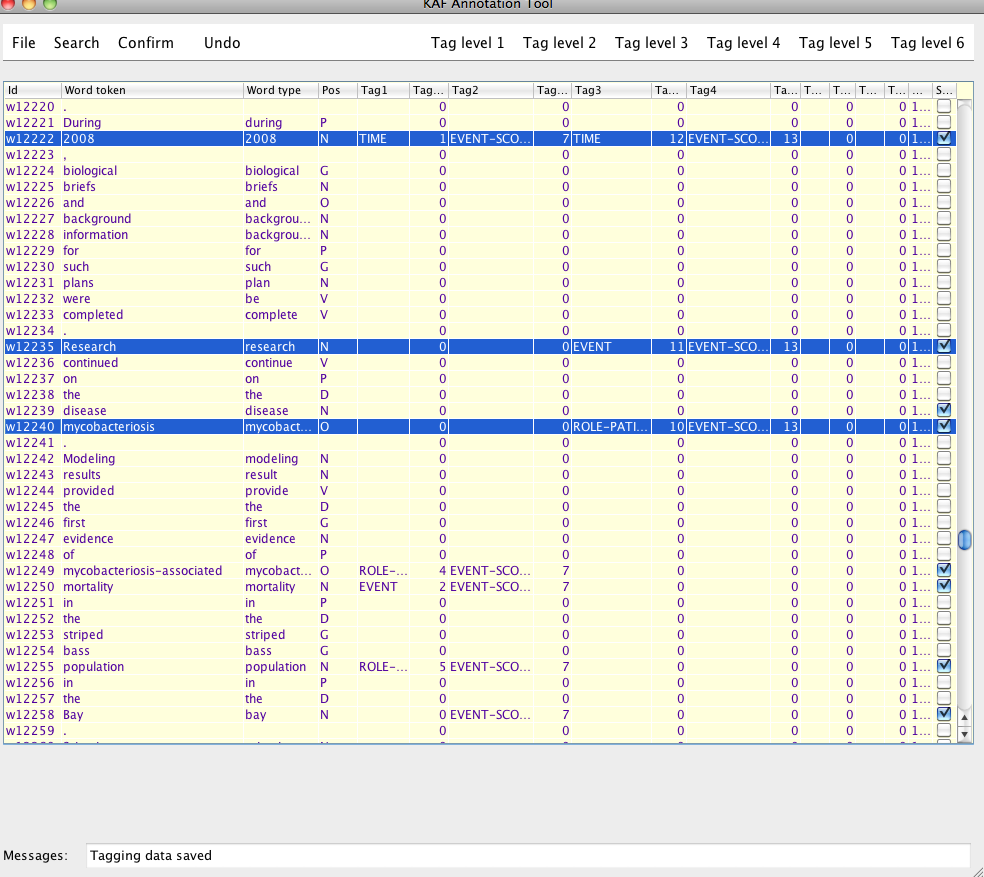 KAF Annotation Tool
File Search Confirm Undo Tag level 1 Tag level 2 Tag level 3 Tag level 4 Tag level 5 Tag level 6
Id Word token Word type Pos Tag1 Tag... Tag2 Tag... Tag3 Ta... Tag4 Ta... T... T... T... T... ... S...
w12220 . 0 0 0 0 0 0 1...
w12221 During during P 0 0 0 0 0 0 1...
w12222 2008 2008 N TIME 1 EVENT-SCO... 7 TIME 12 EVENT-SCO... 13 0 0 1...
w12223 , 0 0 0 0 0 0 1...
w12224 biological biological G 0 0 0 0 0 0 1...
w12225 briefs briefs N 0 0 0 0 0 0 1...
w12226 and and O 0 0 0 0 0 0 1...
w12227 background backgrou... N 0 0 0 0 0 0 1...
w12228 information backgrou... N 0 0 0 0 0 0 1...
w12229 for for P 0 0 0 0 0 0 1...
w12230 such such G 0 0 0 0 0 0 1...
w12231 plans plan N 0 0 0 0 0 0 1...
w12232 were be V 0 0 0 0 0 0 1...
w12233 completed complete V 0 0 0 0 0 0 1...
w12234 . 0 0 0 0 0 0 1...
w12235 Research research N 0 0 EVENT 11 EVENT-SCO... 13 0 0 1...
w12236 continued continue V 0 0 0 0 0 0 1...
w12237 on on P 0 0 0 0 0 0 1...
w12238 the the D 0 0 0 0 0 0 1...
w12239 disease disease N 0 0 0 0 0 0 1...
w12240 mycobacteriosis mycobact... O 0 0 ROLE-PATI... 10 EVENT-SCO... 13 0 0 1...
w12241 . 0 0 0 0 0 0 1...
w12242 Modeling modeling N 0 0 0 0 0 0 1...
w12243 results result N 0 0 0 0 0 0 1...
w12244 provided provide V 0 0 0 0 0 0 1...
w12245 the the D 0 0 0 0 0 0 1...
w12246 first first G 0 0 0 0 0 0 1...
w12247 evidence evidence N 0 0 0 0 0 0 1...
w12248 of of P 0 0 0 0 0 0 1...
w12249 mycobacteriosis-associated mycobact... O ROLE-... 4 EVENT-SCO... 7 0 0 0 0 1...
w12250 mortality mortality N EVENT 2 EVENT-SCO... 7 0 0 0 0 1...
w12251 in in P 0 0 0 0 0 0 1...
w12252 the the D 0 0 0 0 0 0 1...
w12253 striped striped G 0 0 0 0 0 0 1...
w12254 bass bass G 0 0 0 0 0 0 1...
w12255 population population N ROLE-... 5 EVENT-SCO... 7 0 0 0 0 1...
w12256 in in P 0 0 0 0 0 0 1...
w12257 the the D 0 0 0 0 0 0 1...
w12258 Bay bay N 0 EVENT-SCO... 7 0 0 0 0 1...
w12259 . 0 0 0 0 0 0 1...
Messages: Tagging data saved